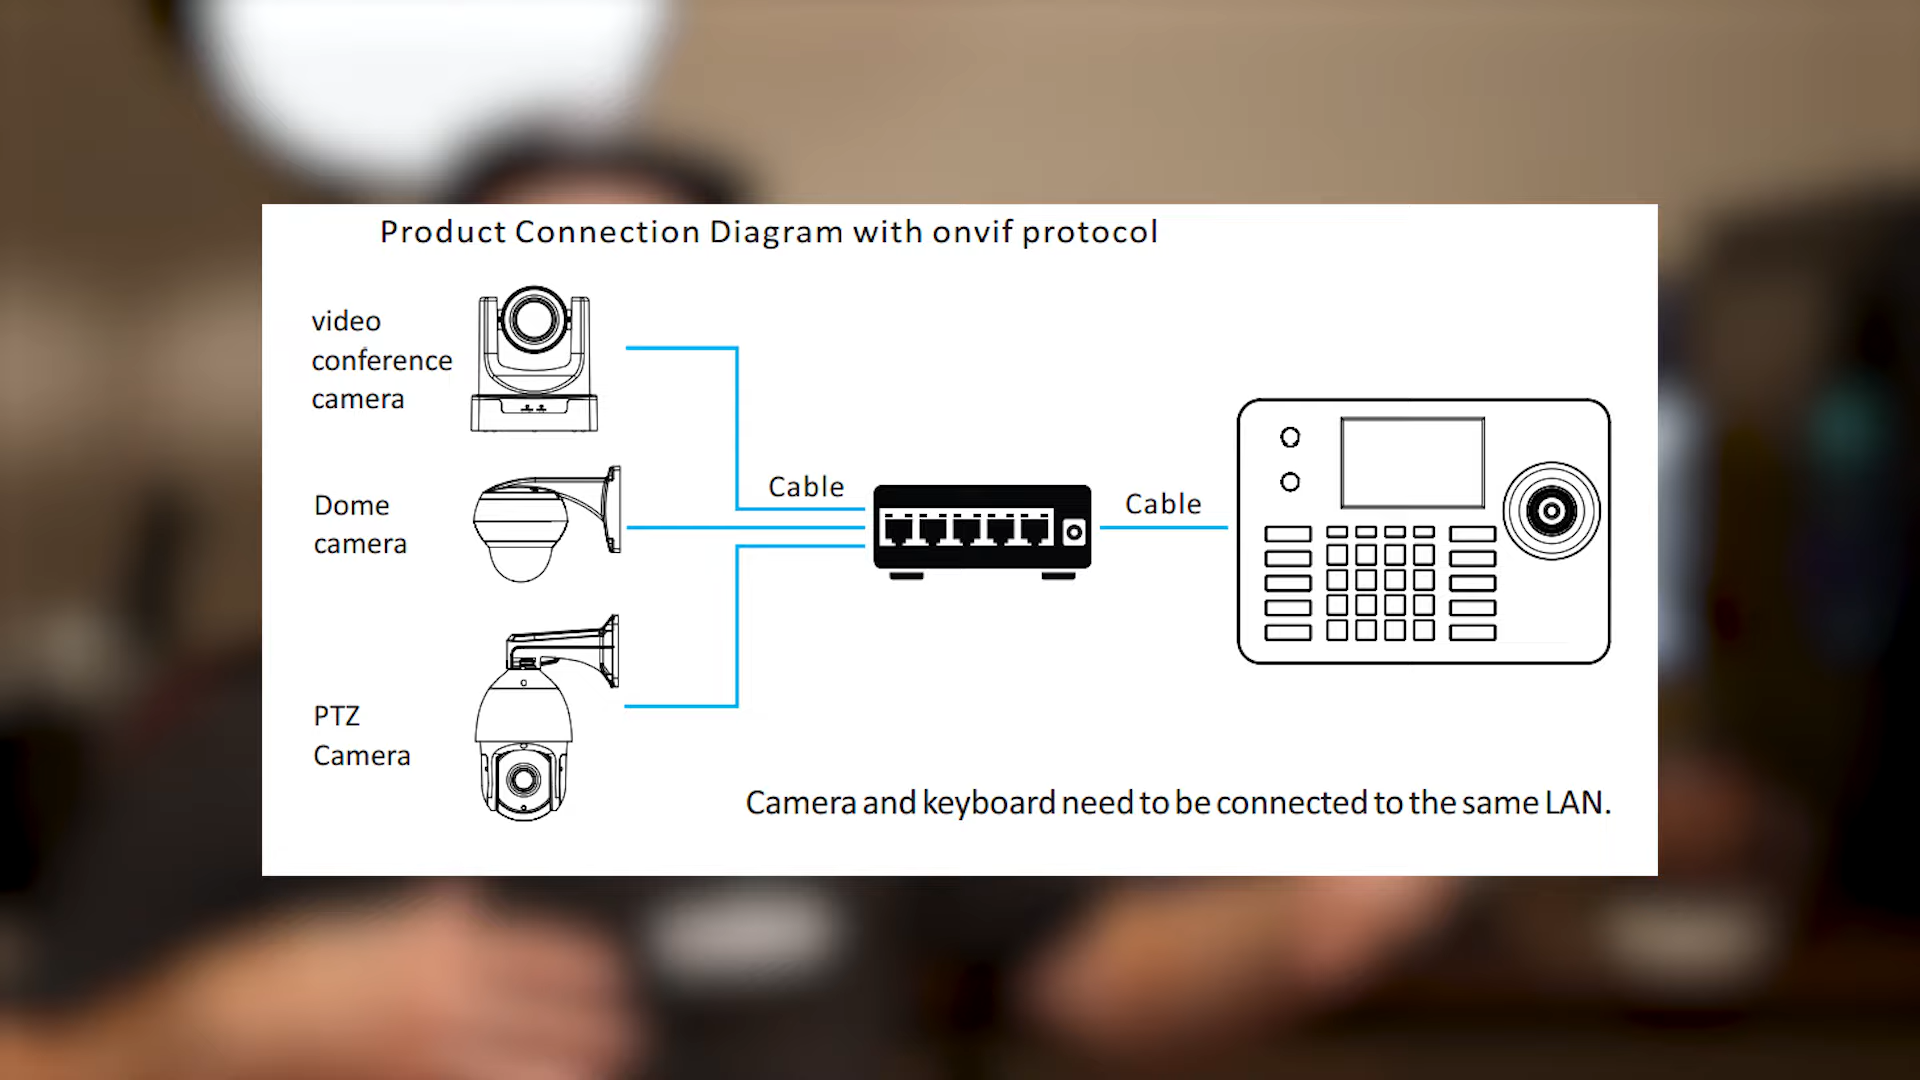 Product Connection Diagram with onvif protocol
video
conference
camera
Dome
camera
PTZ
Camera
Cable
Cable
Camera and keyboard need to be connected to the same LAN.